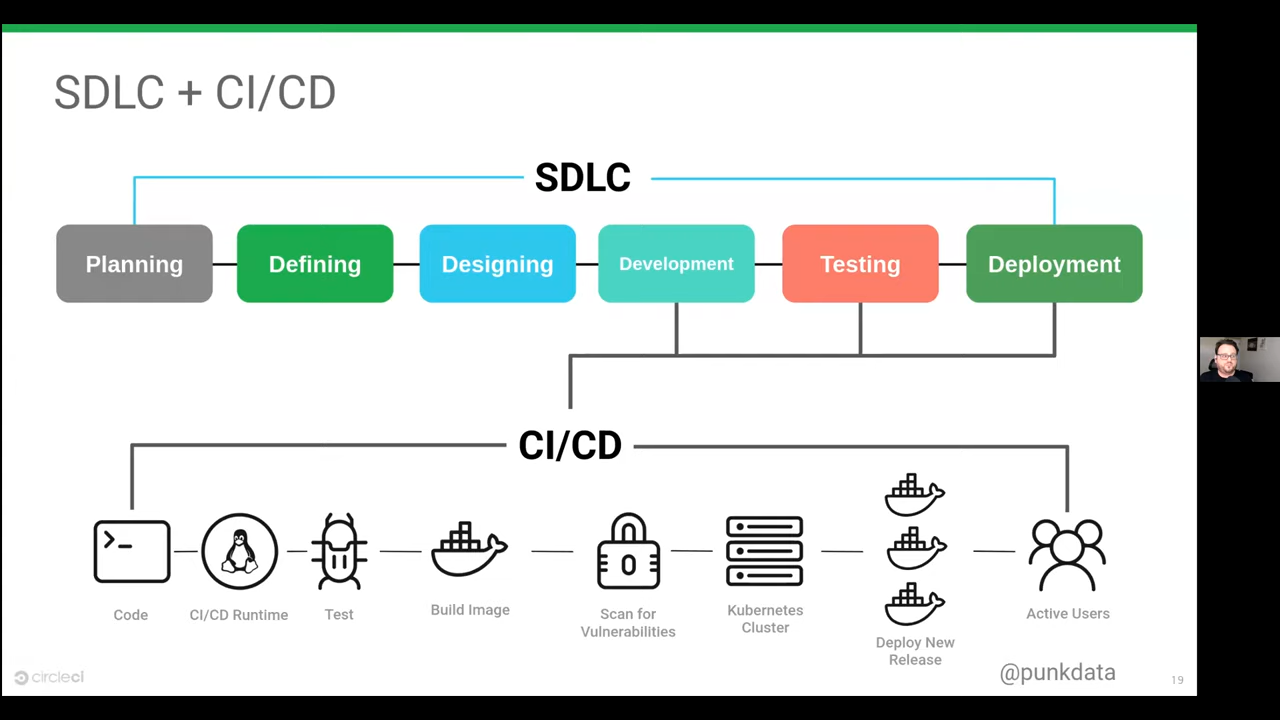 SDLC + CI/CD
SDLC
Planning
Defining
Designing
Development
Testing
Deployment
CI/CD
Code
CI/CD Runtime
Test
Build Image
Scan for
Vulnerabilities
Kubernetes
Cluster
Deploy New
Release
Active Users
circleci
@punkdata
19